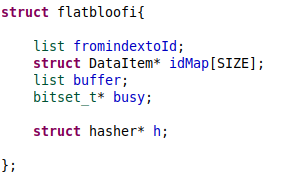 struct flatbloofi{
list fromindextoId;
struct DataItem* idMap[SIZE];
list buffer;
bitset_t* busy;
struct hasher* h;
};